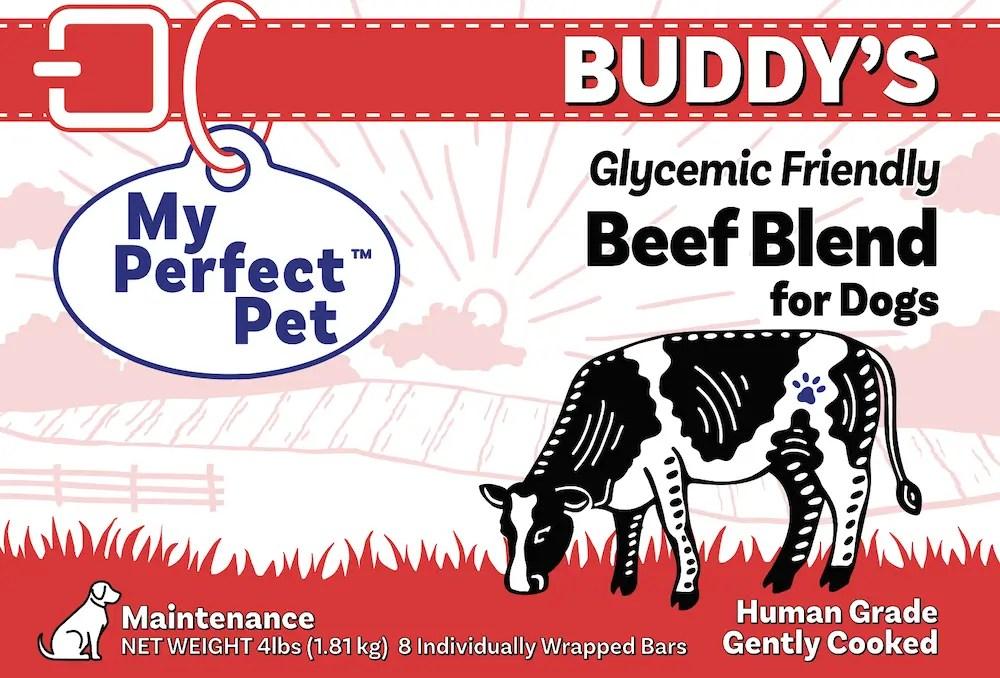 BUDDY'S
My
Perfect™
Pet
Glycemic Friendly
Beef Blend
for Dogs
Maintenance
NET WEIGHT 4lbs (1.81 kg) 8 Individually Wrapped Bars
Human Grade
Gently Cooked